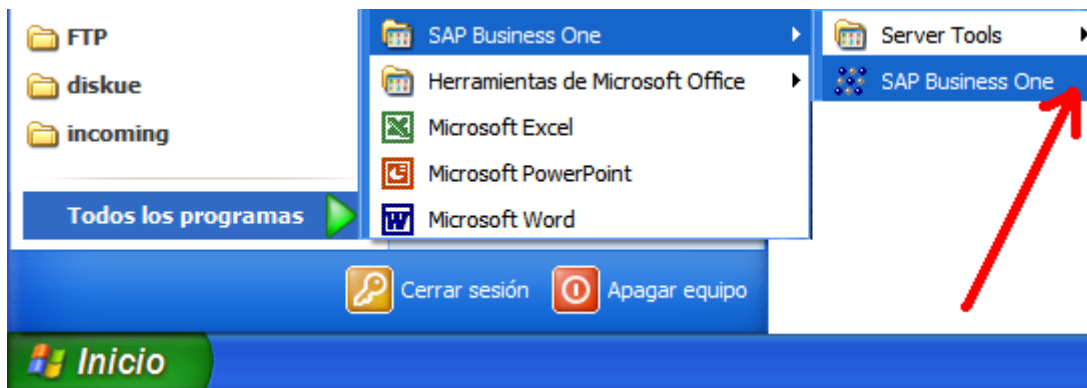 FTP
diskue
incoming
Todos los programas
SAP Business One
Herramientas de Microsoft Office
Microsoft Excel
Microsoft PowerPoint
Microsoft Word
Server Tools
SAP Business One
Cerrar sesión
Apagar equipo
Inicio